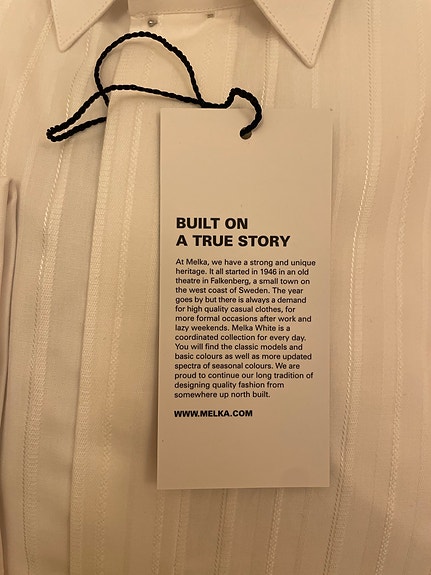 BUILT ON
A TRUE STORY
At Melka, we have a strong and unique
heritage. It all started in 1946 in an old
theatre in Falkenberg, a small town on
the west coast of Sweden. The year
goes by but there is always a demand
for high quality casual clothes, for
more formal occasions after work and
lazy weekends. Melka White is a
coordinated collection for every day.
You will find the classic models and
basic colours as well as more updated
spectra of seasonal colours. We are
proud to continue our long tradition of
designing quality fashion from
somewhere up north built.
WWW.MELKA.COM